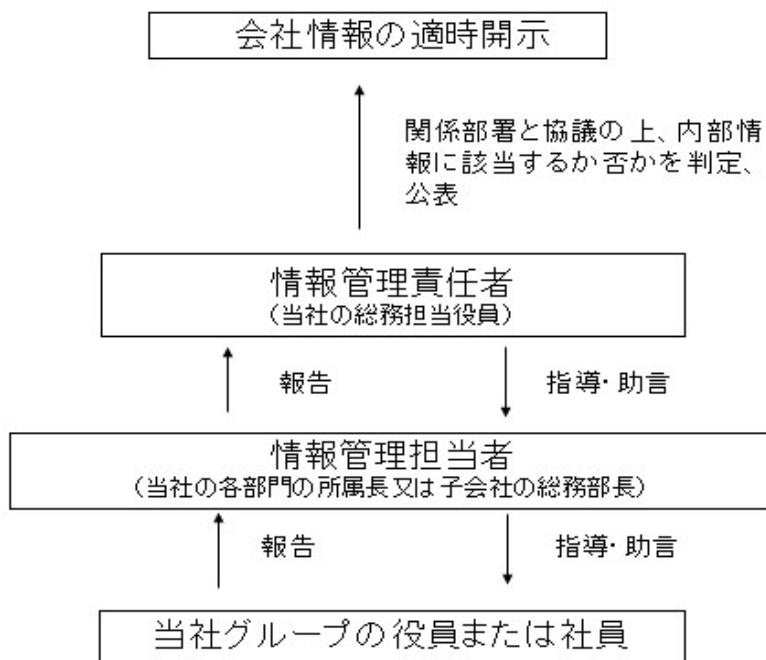 会社情報の適時開示
関係部署と協議の上、内部情
報に該当するか否かを判定、
公表
情報管理責任者
(当社の総務担当役員)
報告
指導・助言
情報管理担当者
(当社の各部門の所属長又は子会社の総務部長)
報告
指導・助言
当社グループの役員または社員